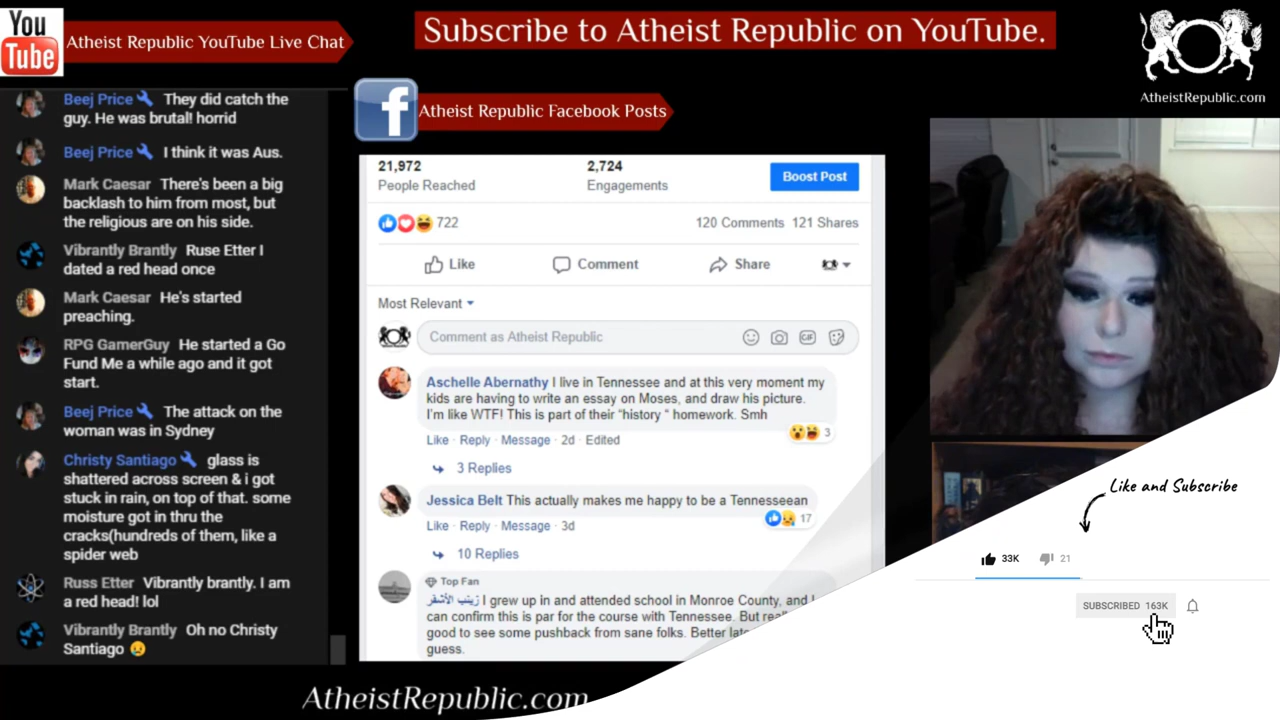 You
Tube
Atheist Republic YouTube Live Chat
Subscribe to Atheist Republic on YouTube.
AtheistRepublic.com
Beej Price They did catch the
guy. He was brutal! horrid
Beej Price I think it was Aus.
Mark Caesar There's been a big
backlash to him from most, but
the religious are on his side.
Vibrantly Brantly Ruse Etter I
dated a red head once
Mark Caesar He's started
preaching.
RPG GamerGuy He started a Go
Fund Me a while ago and it got
start.
Beej Price The attack on the
woman was in Sydney
Christy Santiago glass is
shattered across screen & i got
stuck in rain, on top of that. some
moisture got in thru the
cracks(hundreds of them, like a
spider web
Russ Etter Vibrantly brantly. I am
a red head! lol
Vibrantly Brantly Oh no Christy
Santiago 😥
f
Atheist Republic Facebook Posts
21,972 2,724
People Reached Engagements
Boost Post
722 120 Comments 121 Shares
Like Comment Share
Most Relevant
Comment as Atheist Republic
GIF
Aschelle Abernathy I live in Tennessee and at this very moment my
kids are having to write an essay on Moses, and draw his picture.
I'm like WTF! This is part of their "history " homework. Smh
3
Like · Reply · Message · 2d · Edited
3 Replies
Jessica Belt This actually makes me happy to be a Tennesseean
17
Like · Reply · Message · 3d
10 Replies
Top Fan
زينب الأشقر I grew up in and attended school in Monroe County, and I
can confirm this is par for the course with Tennessee. But
good to see some pushback from sane folks. Better
guess.
AtheistRepublic.com
Like and Subscribe
33K 21
SUBSCRIBED 163K